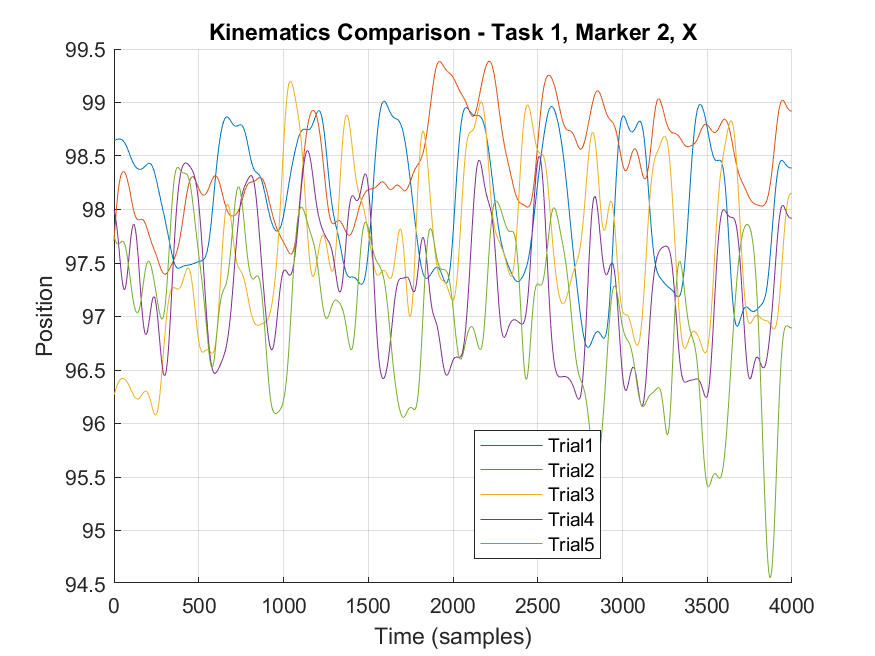 Kinematics Comparison - Task 1, Marker 2, X
99.5
99
98.5
98
97.5
97
96.5
96
95.5
95
94.5
Position
Trial1
Trial2
Trial3
Trial4
Trial5
0 500 1000 1500 2000 2500 3000 3500 4000
Time (samples)